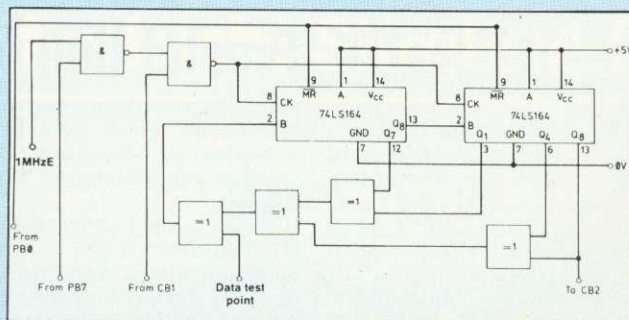 &
&
9
1
14
9
1
14
+5V
8
CK
MR
A
VCC
8
CK
MR
A
VCC
2
B
74LS164
Q8
13
2
B
74LS164
GND
Q7
Q1
GND
Q4
Q8
7
12
3
7
6
13
1MHzE
0V
=1
=1
=1
=1
From
PB0
From PB7
From CB1
Data test
point
To CB2